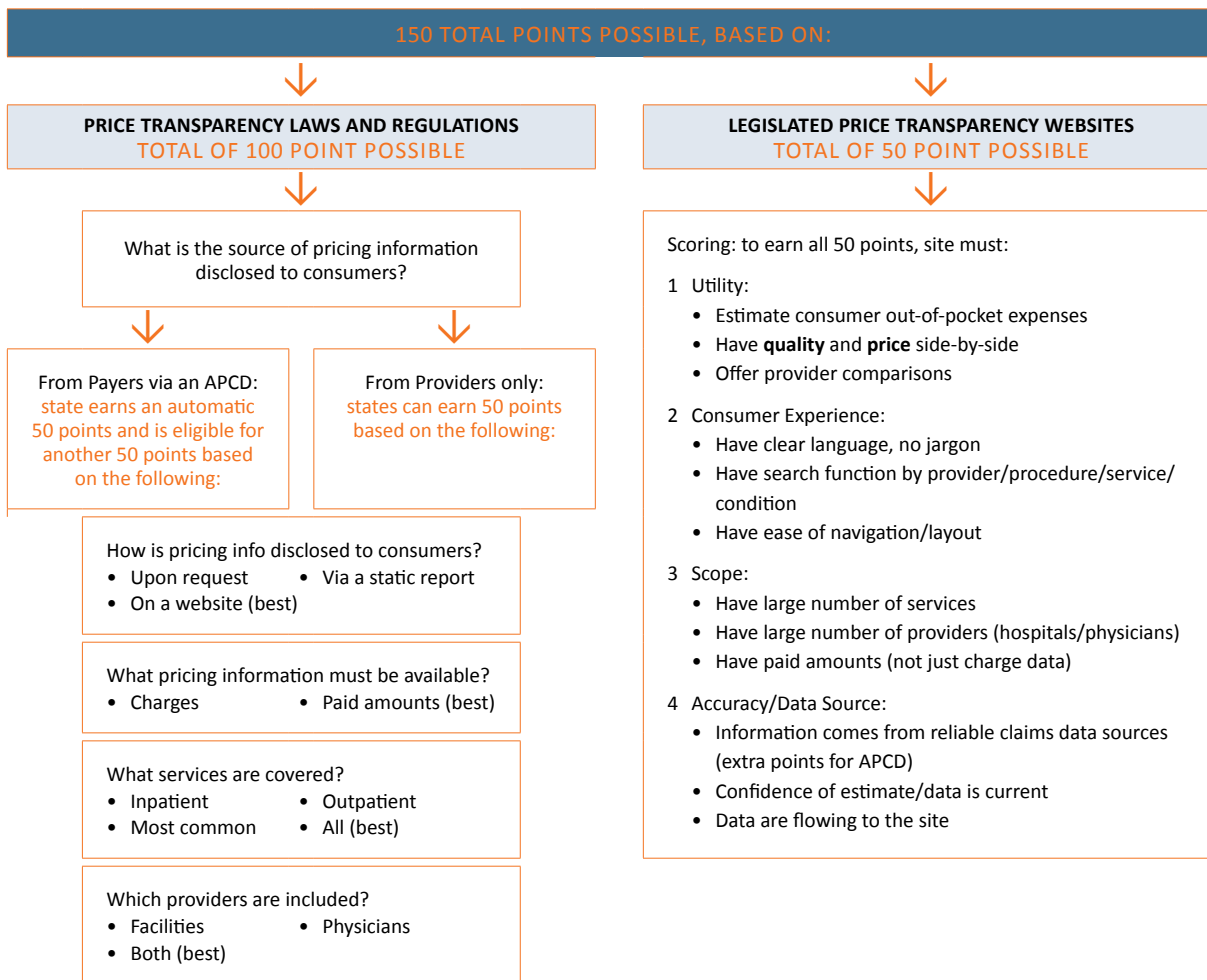 150 TOTAL POINTS POSSIBLE, BASED ON:
PRICE TRANSPARENCY LAWS AND REGULATIONS
TOTAL OF 100 POINT POSSIBLE
What is the source of pricing information
disclosed to consumers?
From Payers via an APCD:
state earns an automatic
50 points and is eligible for
another 50 points based
on the following:
From Providers only:
states can earn 50 points
based on the following:
How is pricing info disclosed to consumers?
• Upon request • Via a static report
• On a website (best)
What pricing information must be available?
• Charges • Paid amounts (best)
What services are covered?
• Inpatient • Outpatient
• Most common • All (best)
Which providers are included?
• Facilities • Physicians
• Both (best)
LEGISLATED PRICE TRANSPARENCY WEBSITES
TOTAL OF 50 POINT POSSIBLE
Scoring: to earn all 50 points, site must:
1 Utility:
• Estimate consumer out-of-pocket expenses
• Have quality and price side-by-side
• Offer provider comparisons
2 Consumer Experience:
• Have clear language, no jargon
• Have search function by provider/procedure/service/
condition
• Have ease of navigation/layout
3 Scope:
• Have large number of services
• Have large number of providers (hospitals/physicians)
• Have paid amounts (not just charge data)
4 Accuracy/Data Source:
• Information comes from reliable claims data sources
(extra points for APCD)
• Confidence of estimate/data is current
• Data are flowing to the site